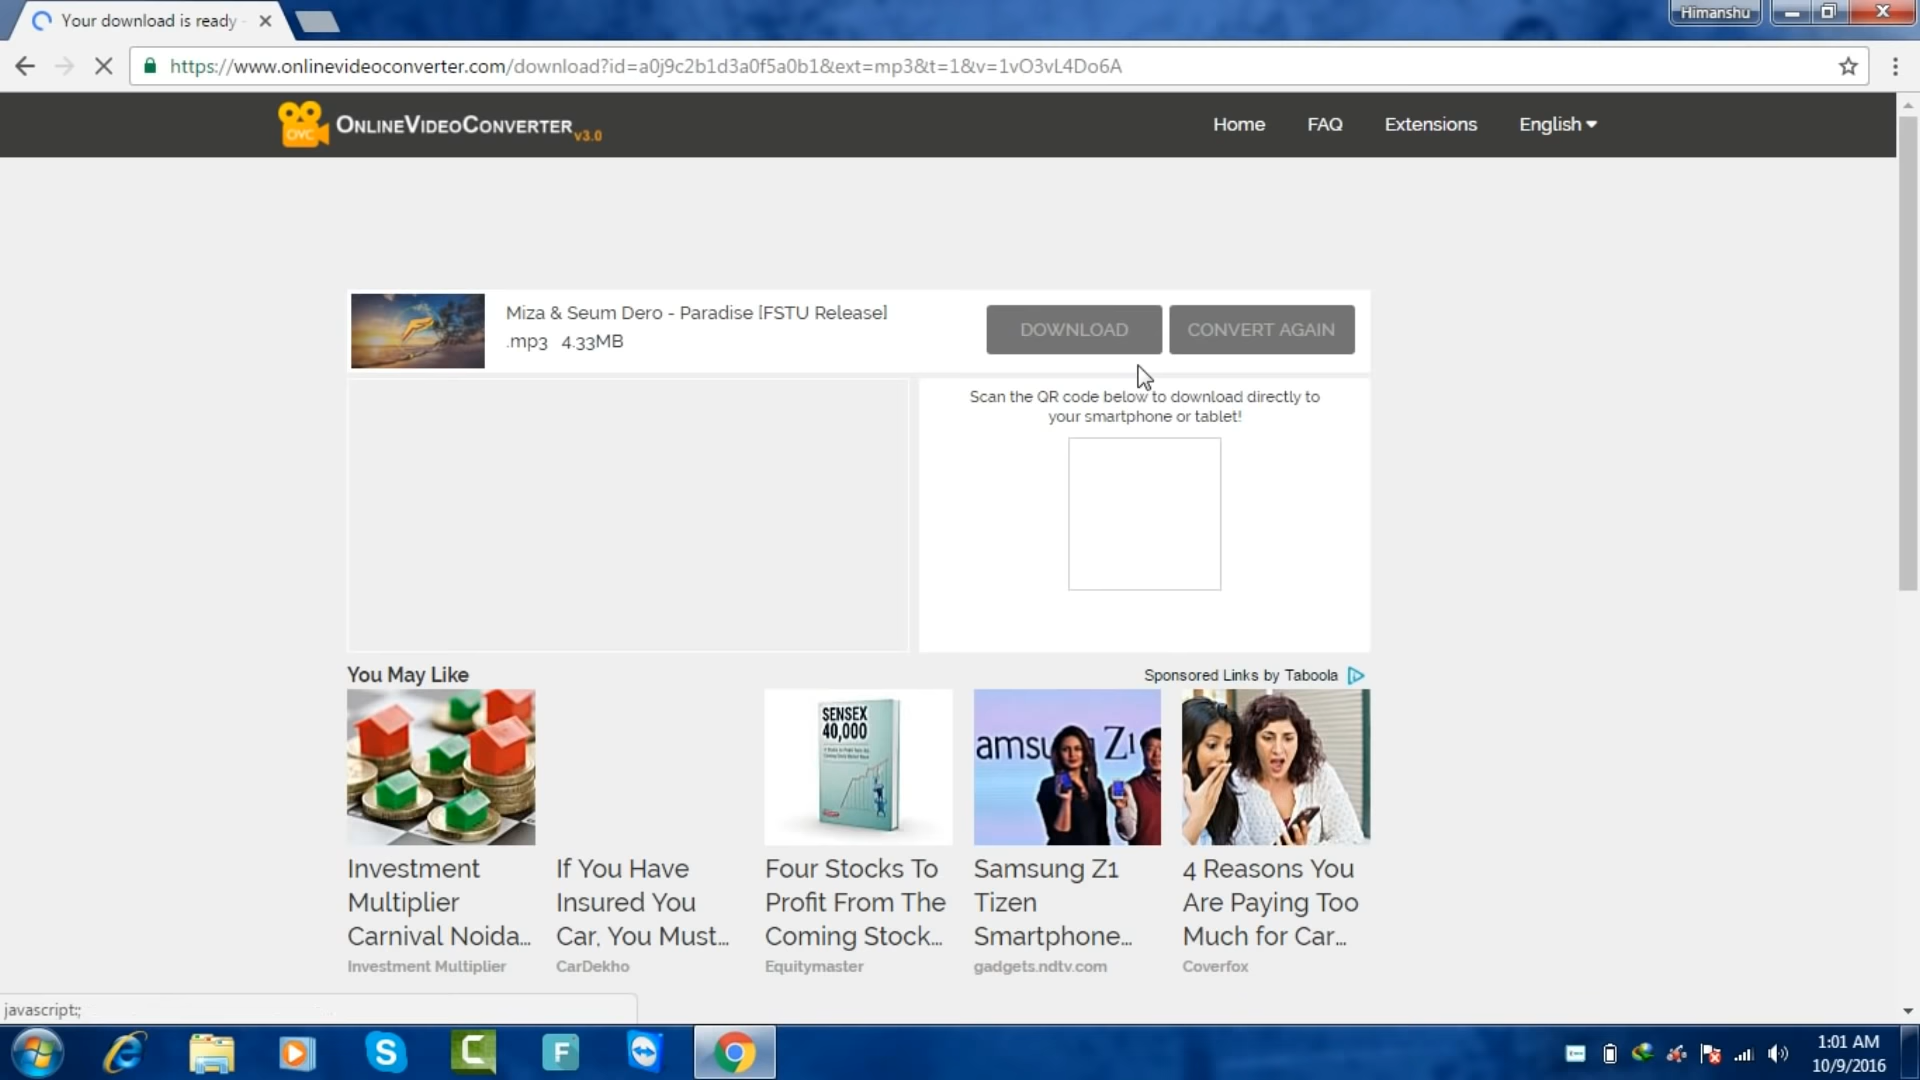 Your download is ready -
Himanshu
https://www.onlinevideoconverter.com/download?id=a0j9c2b1d3a0f5a0b1&ext=mp3&t=1&v=1vO3vL4Do6A
OVC
ONLINEVIDEOCONVERTER v3.0
Home
FAQ
Extensions
English
Miza & Seum Dero - Paradise [FSTU Release]
.mp3 4.33MB
DOWNLOAD
CONVERT AGAIN
Scan the QR code below to download directly to
your smartphone or tablet!
You May Like
Sponsored Links by Taboola
SENSEX
40,000
amsu Z1
Investment
Multiplier
Carnival Noida...
Investment Multiplier
If You Have
Insured You
Car, You Must...
CarDekho
Four Stocks To
Profit From The
Coming Stock...
Equitymaster
Samsung Z1
Tizen
Smartphone...
gadgets.ndtv.com
4 Reasons You
Are Paying Too
Much for Car...
Coverfox
javascript:;
1:01 AM
10/9/2016